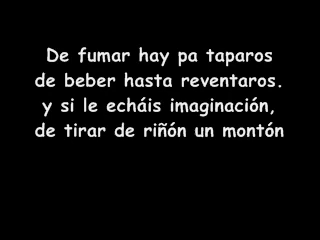 De fumar hay pa taparos
de beber hasta reventaros.
y si le echáis imaginación,
de tirar de riñón un montón